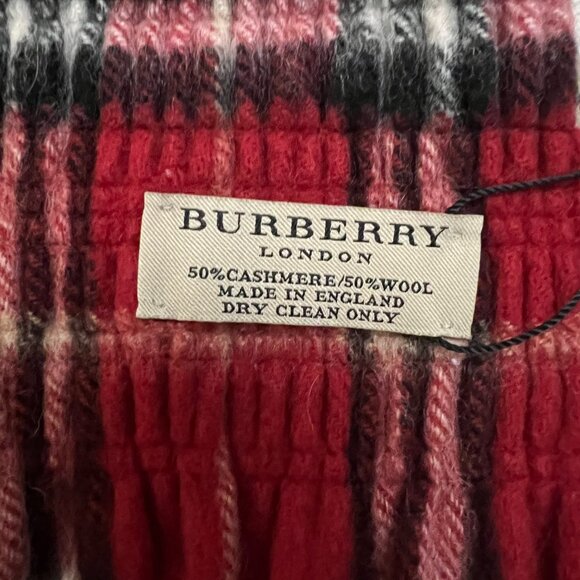 BURBERRY
LONDON
50%CASHMERE/50%WOOL
MADE IN ENGLAND
DRY CLEAN ONLY